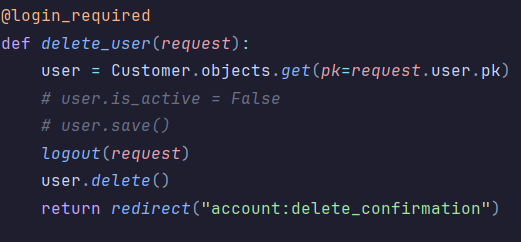 @login_required
def delete_user(request):
    user = Customer.objects.get(pk=request.user.pk)
    # user.is_active = False
    # user.save()
    logout(request)
    user.delete()
    return redirect("account:delete_confirmation")